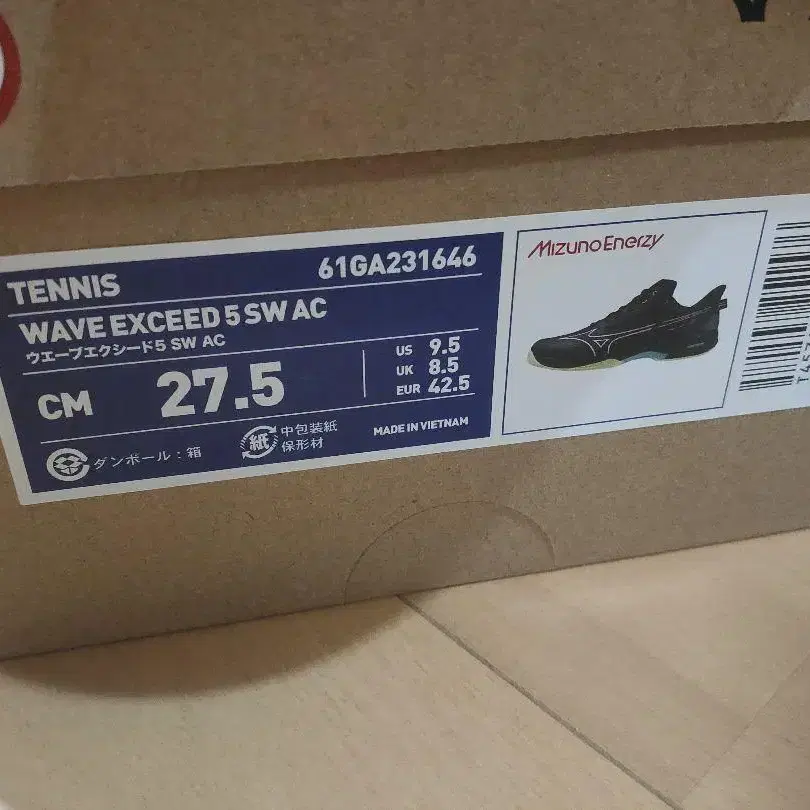 TENNIS
61GA231646
WAVE EXCEED 5 SW AC
ウエーブエクシード5 SW AC
CM 27.5
US 9.5
UK 8.5
EUR 42.5
ダンボール：箱
紙
中包装紙
保形材
MADE IN VIETNAM
MizunoEnerzy